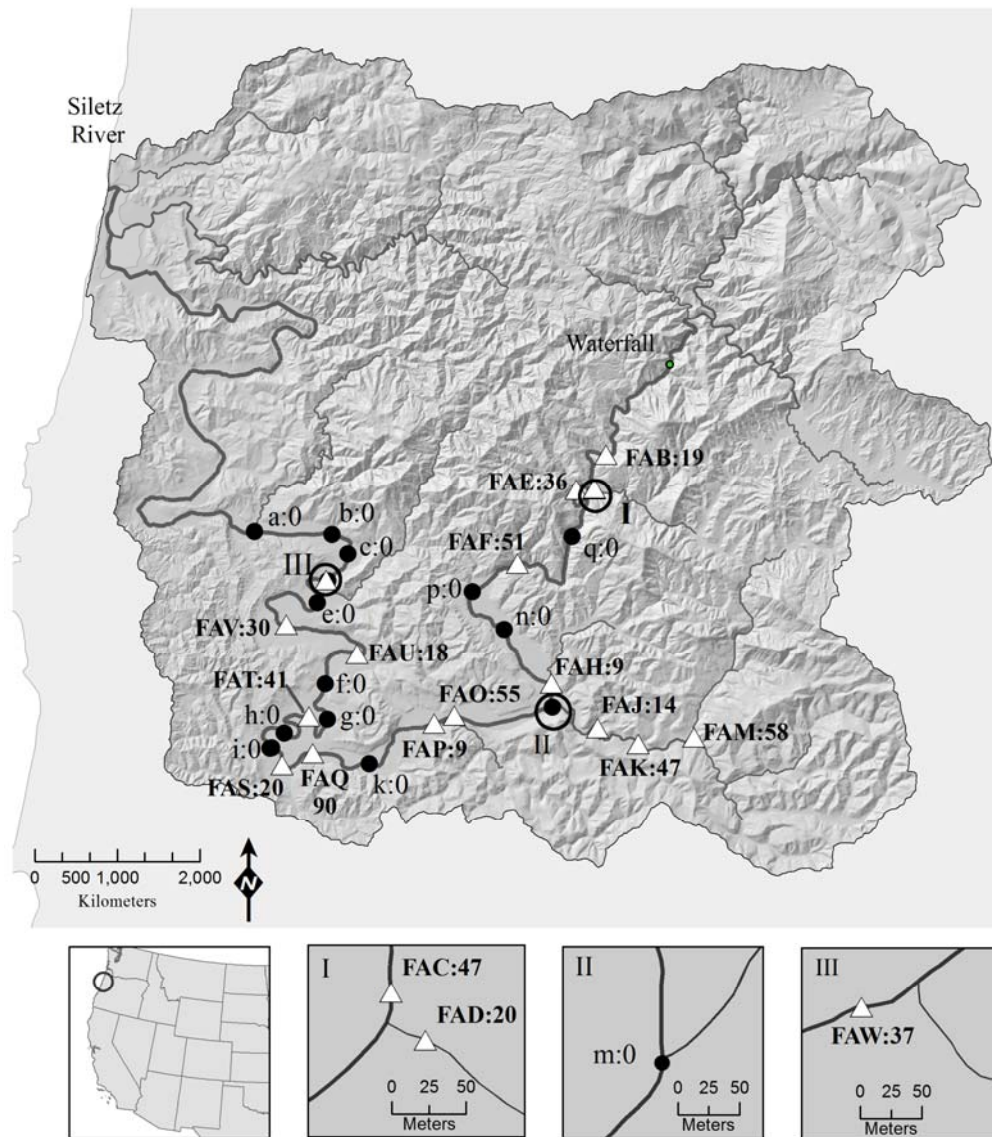 Siletz
River
Waterfall
FAB:19
FAE:36
I
a:0
b:0
c:0
q:0
FAF:51
III
p:0
e:0
n:0
FAV:30
FAU:18
FAH:9
FAT:41
f:0
FAO:55
FAJ:14
h:0
g:0
FAM:58
i:0
FAP:9
II
FAK:47
FAS:20
FAQ
90
k:0
0 500 1,000 2,000
Kilometers
N
I
FAC:47
FAD:20
0 25 50
Meters
II
m:0
0 25 50
Meters
III
FAW:37
0 25 50
Meters